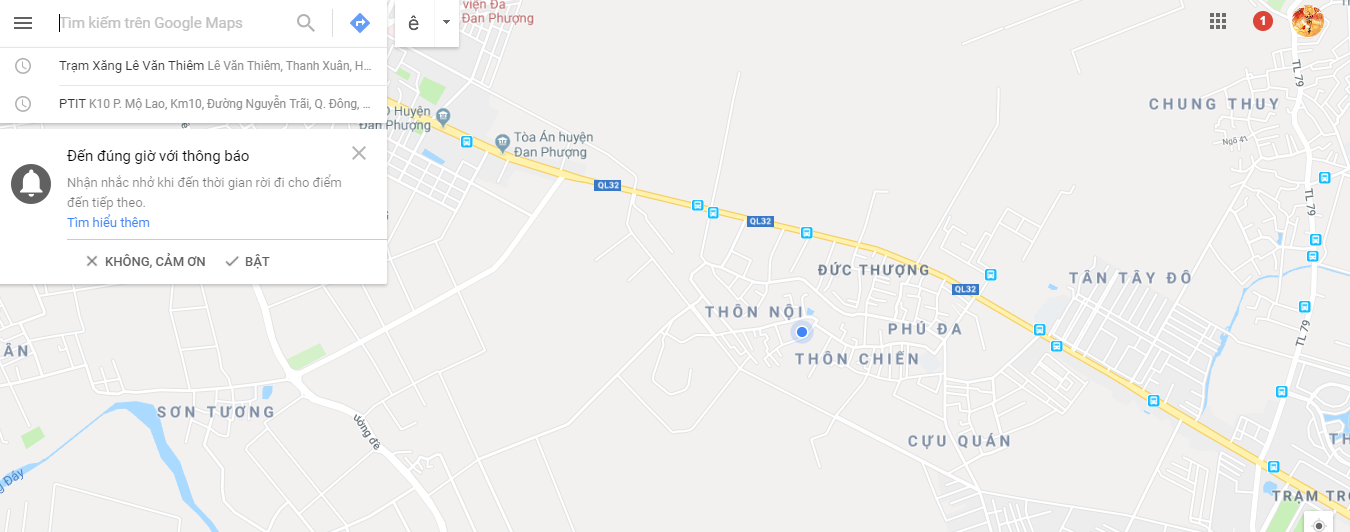 Tìm kiếm trên Google Maps
ê
1
Trạm Xăng Lê Văn Thiêm Lê Văn Thiêm, Thanh Xuân, H...
PTIT K10 P. Mộ Lao, Km10, Đường Nguyễn Trãi, Q. Đông, ...
Đến đúng giờ với thông báo
Nhận nhắc nhở khi đến thời gian rời đi cho điểm
đến tiếp theo.
Tìm hiểu thêm
KHÔNG, CẢM ƠN
BẬT
viện Đa
Đan Phượng
TL 79
CHUNG THUY
Huyện
Đan Phượng
Tòa Án huyện
Đan Phượng
Ngõ 41
QL32
TL 79
QL32
ĐỨC THƯỢNG
TÂN TÂY ĐÔ
QL32
THÔN NỘI
PHÚ ĐA
TL 79
ÂN
THÔN CHIẾN
SƠN TƯƠNG
ường đê
CỰU QUÁN
TH
g Đáy
TRẠM TRÔ